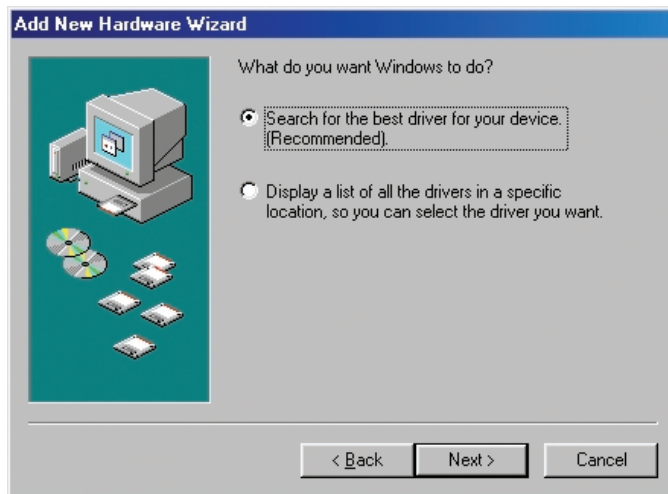 Add New Hardware Wizard
What do you want Windows to do?
Search for the best driver for your device.
(Recommended).
Display a list of all the drivers in a specific
location, so you can select the driver you want.
< Back
Next >
Cancel